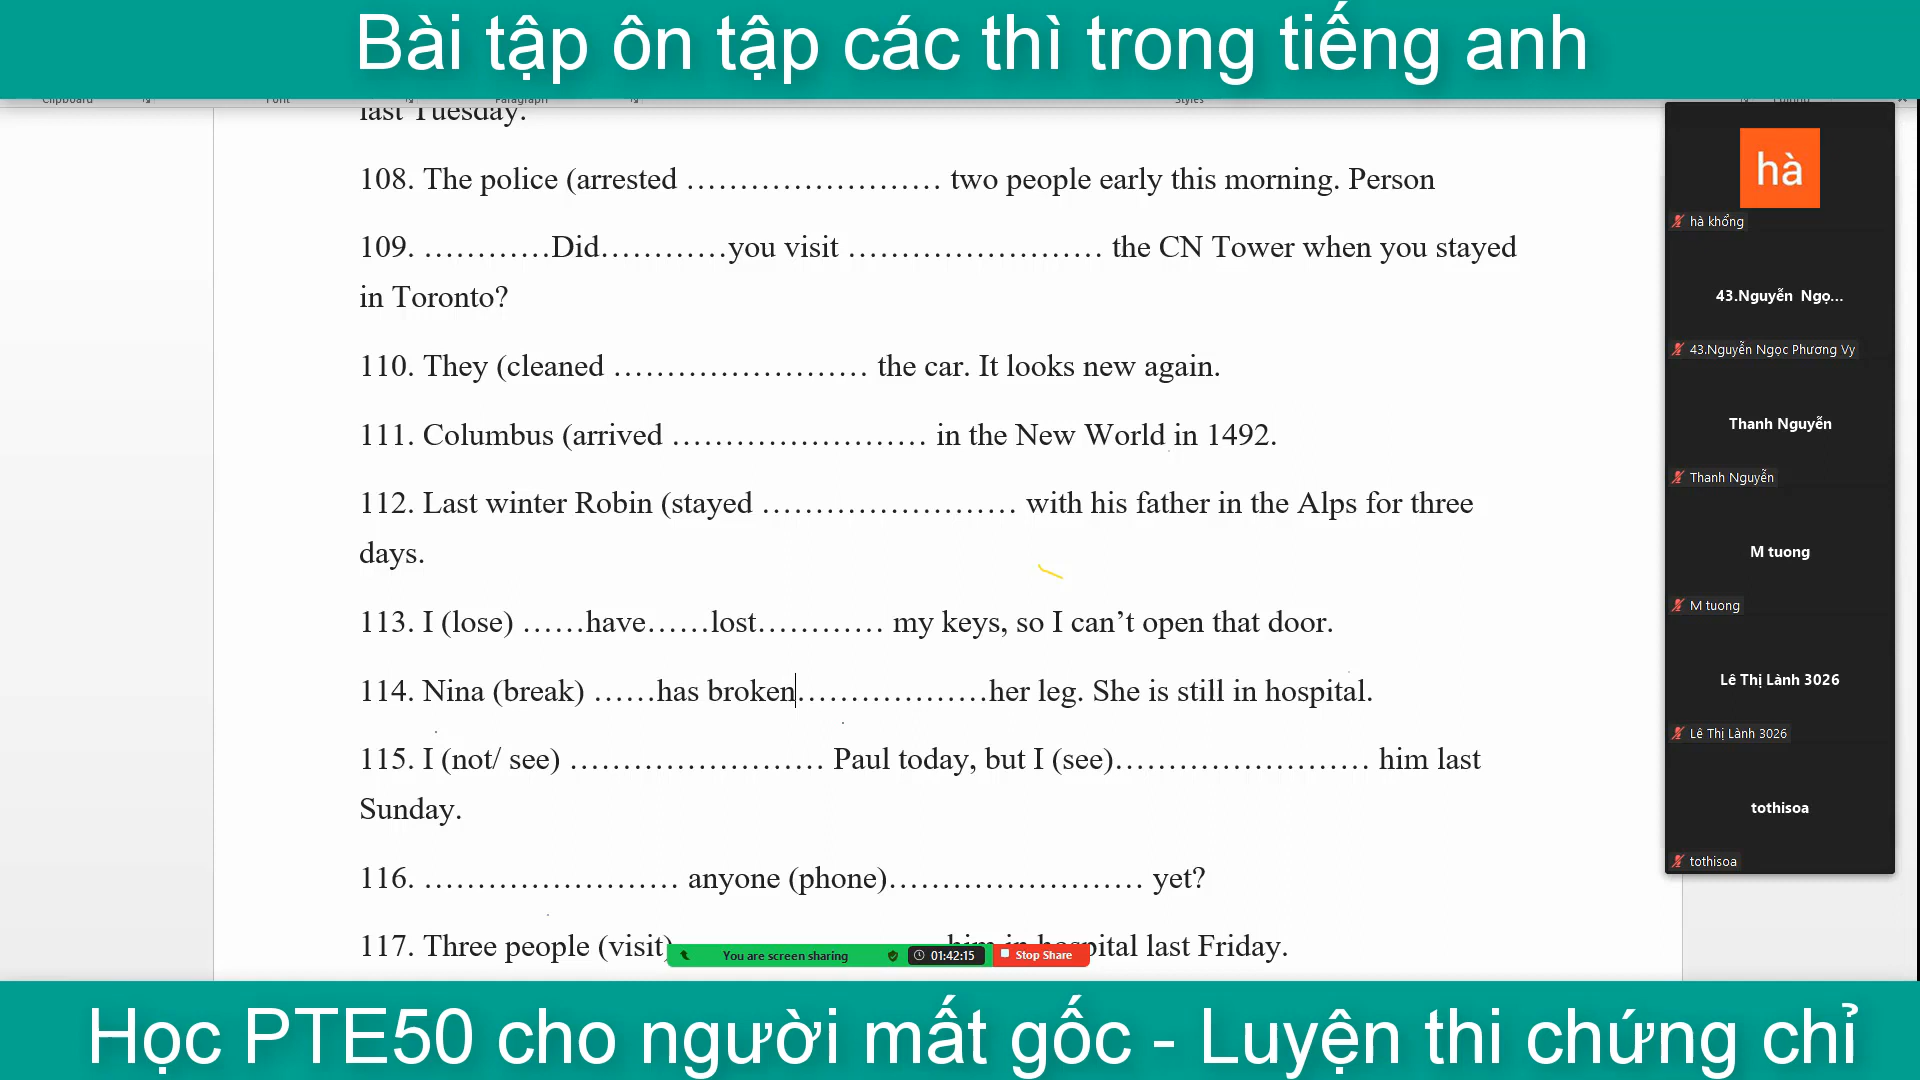 Bài tập ôn tập các thì trong tiếng anh
Clipboard Font Paragraph Styles Editing
last Tuesday.
108. The police (arrested …………………… two people early this morning. Person
109. …………Did…………you visit …………………… the CN Tower when you stayed
in Toronto?
110. They (cleaned …………………… the car. It looks new again.
111. Columbus (arrived …………………… in the New World in 1492.
112. Last winter Robin (stayed …………………… with his father in the Alps for three
days.
113. I (lose) ……have……lost………… my keys, so I can’t open that door.
114. Nina (break) ……has broken………………her leg. She is still in hospital.
115. I (not/ see) …………………… Paul today, but I (see)…………………… him last
Sunday.
116. …………………… anyone (phone)…………………… yet?
117. Three people (visit) him in hospital last Friday.
You are screen sharing 01:42:15 Stop Share
hà
hà khổng
43.Nguyễn Ngọ...
43.Nguyễn Ngọc Phương Vy
Thanh Nguyễn
Thanh Nguyễn
M tuong
M tuong
Lê Thị Lành 3026
Lê Thị Lành 3026
tothisoa
tothisoa
Học PTE50 cho người mất gốc - Luyện thi chứng chỉ